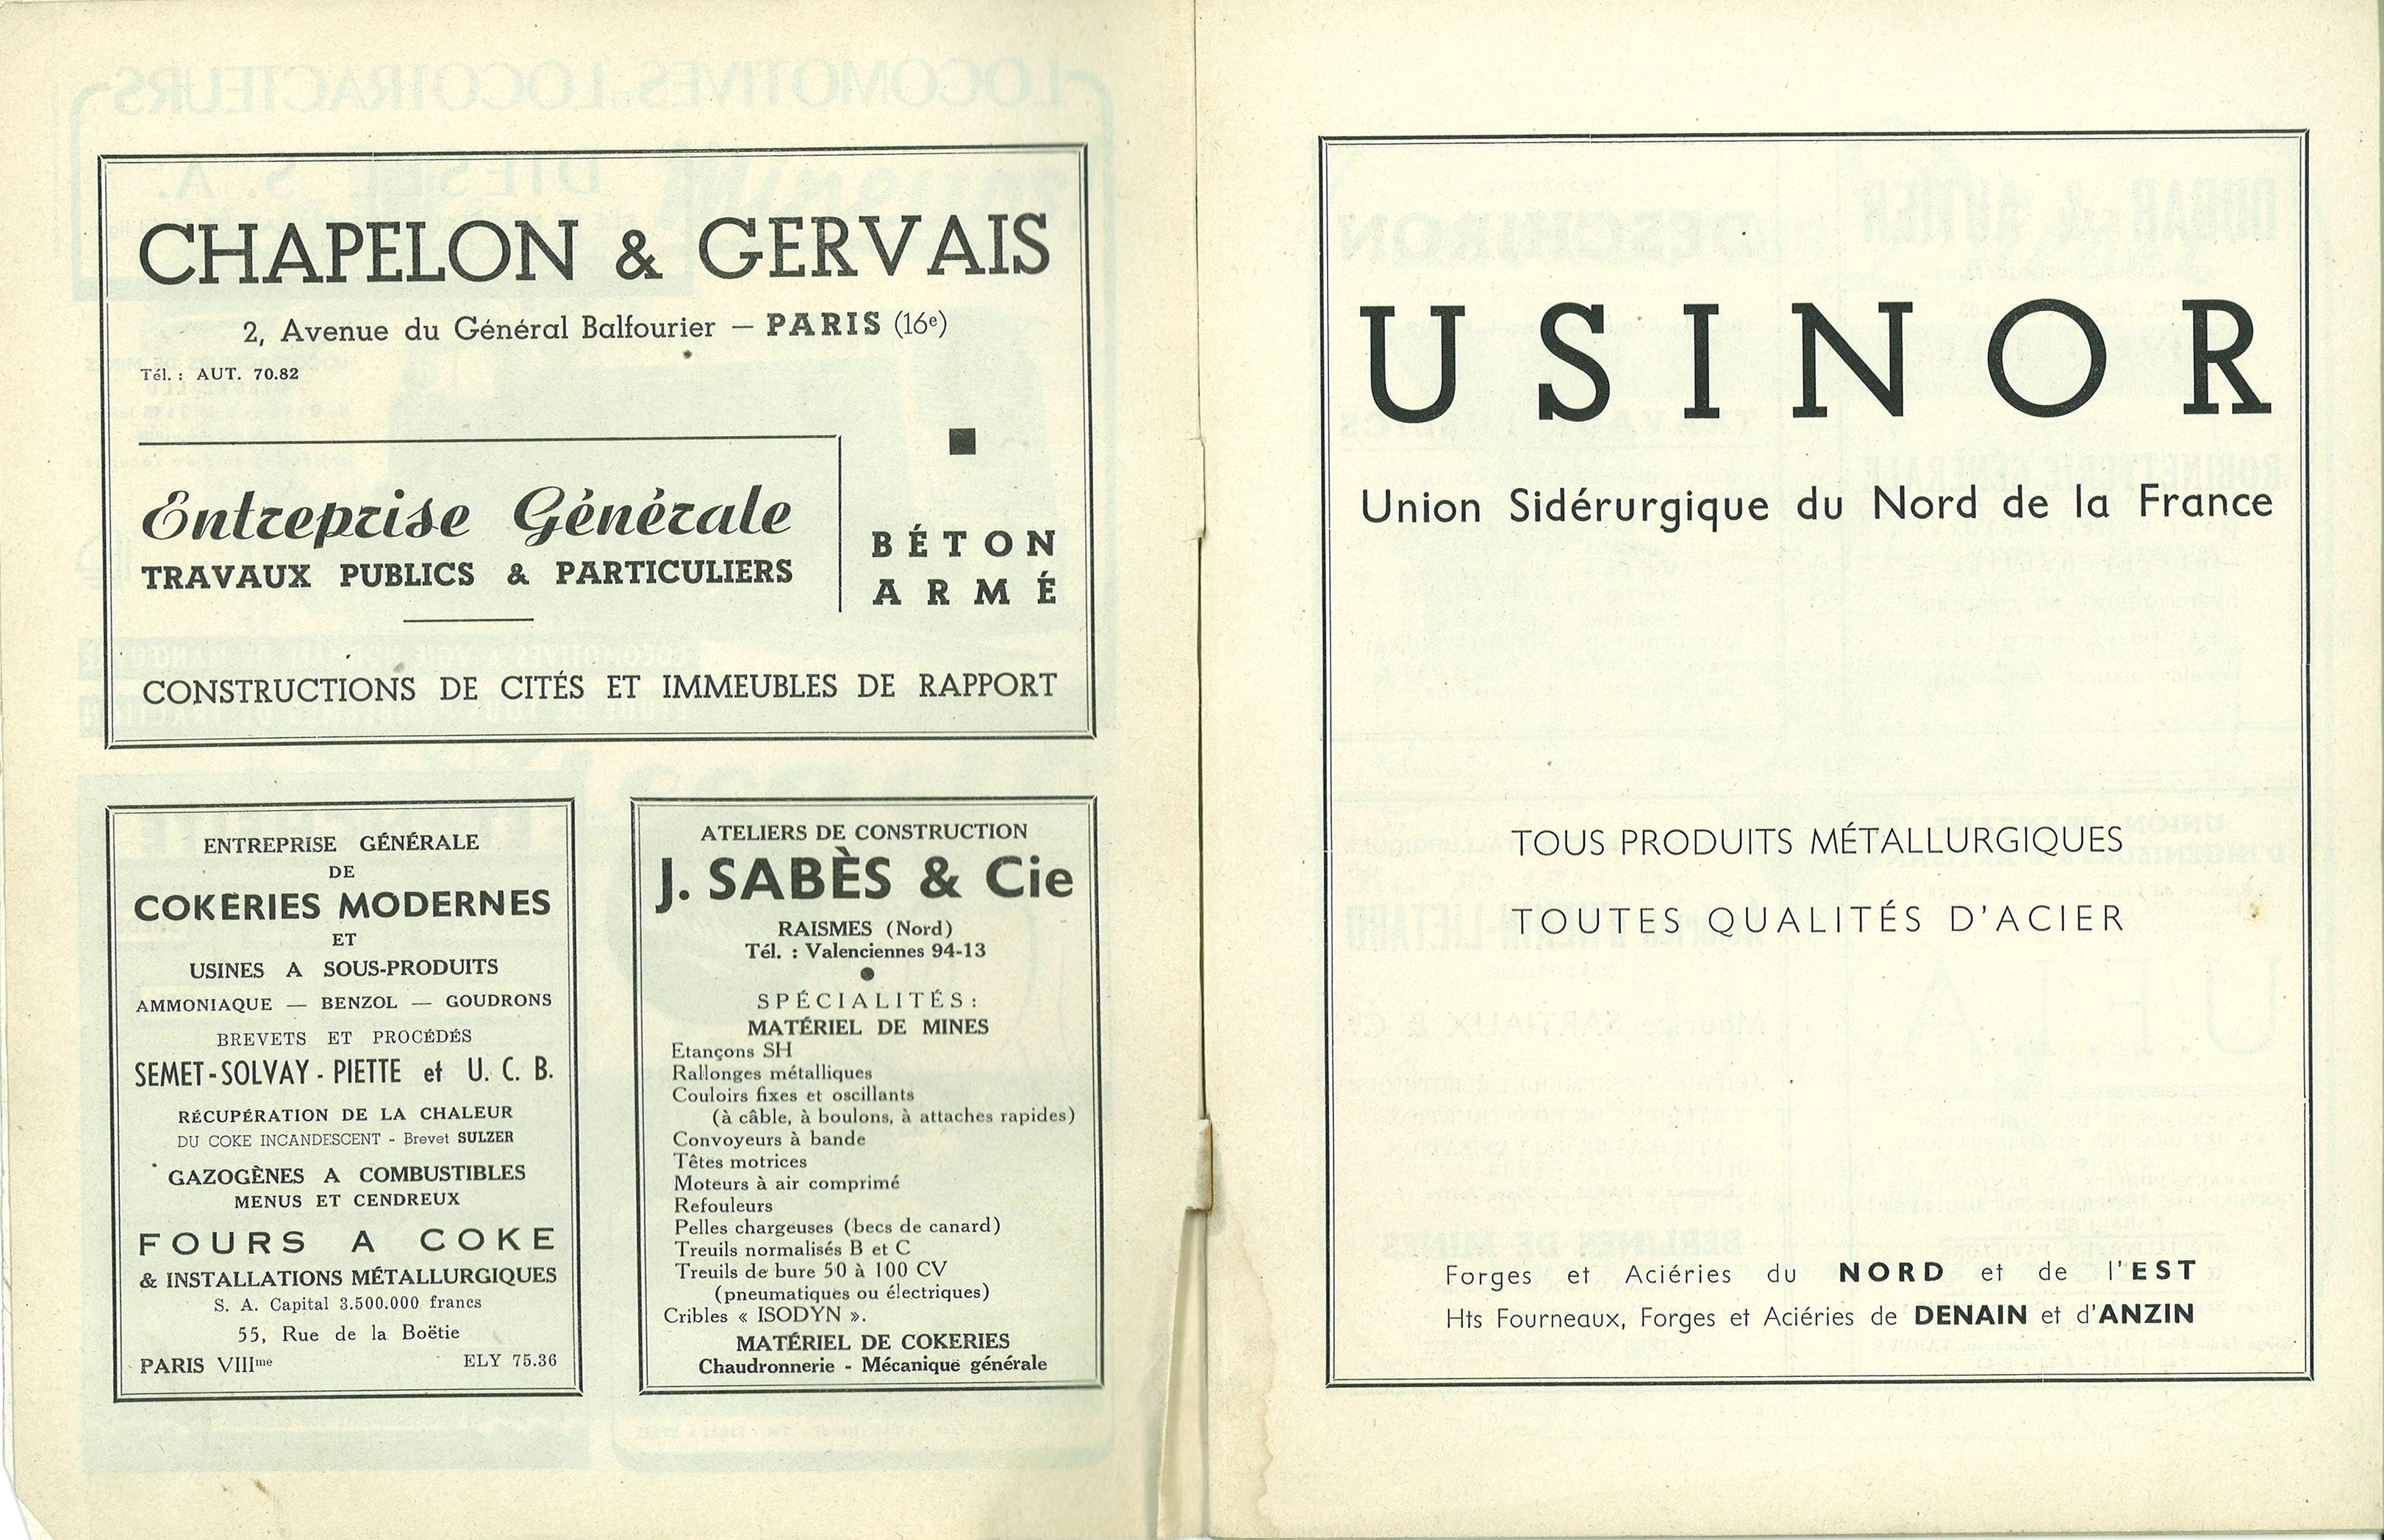 CHAPELON & GERVAIS
2, Avenue du Général Balfourier — PARIS (16e)
Tél. : AUT. 70.82
Entreprise Générale
TRAVAUX PUBLICS & PARTICULIERS
BÉTON
ARMÉ
CONSTRUCTIONS DE CITÉS ET IMMEUBLES DE RAPPORT
ENTREPRISE GÉNÉRALE
DE
COKERIES MODERNES
ET
USINES A SOUS-PRODUITS
AMMONIAQUE — BENZOL — GOUDRONS
BREVETS ET PROCÉDÉS
SEMET-SOLVAY-PIETTE et U. C. B.
RÉCUPÉRATION DE LA CHALEUR
DU COKE INCANDESCENT - Brevet SULZER
GAZOGÈNES A COMBUSTIBLES
MENUS ET CENDREUX
FOURS A COKE
& INSTALLATIONS MÉTALLURGIQUES
S. A. Capital 3.500.000 francs
55, Rue de la Boëtie
PARIS VIIIme ELY 75.36
ATELIERS DE CONSTRUCTION
J. SABÈS & Cie
RAISMES (Nord)
Tél. : Valenciennes 94-13
SPÉCIALITÉS :
MATÉRIEL DE MINES
Etançons SH
Rallonges métalliques
Couloirs fixes et oscillants
(à câble, à boulons, à attaches rapides)
Convoyeurs à bande
Têtes motrices
Moteurs à air comprimé
Refouleurs
Pelles chargeuses (becs de canard)
Treuils normalisés B et C
Treuils de bure 50 à 100 CV
(pneumatiques ou électriques)
Cribles « ISODYN ».
MATÉRIEL DE COKERIES
Chaudronnerie - Mécanique générale
USINOR
Union Sidérurgique du Nord de la France
TOUS PRODUITS MÉTALLURGIQUES
TOUTES QUALITÉS D'ACIER
Forges et Aciéries du NORD et de l'EST
Hts Fourneaux, Forges et Aciéries de DENAIN et d'ANZIN